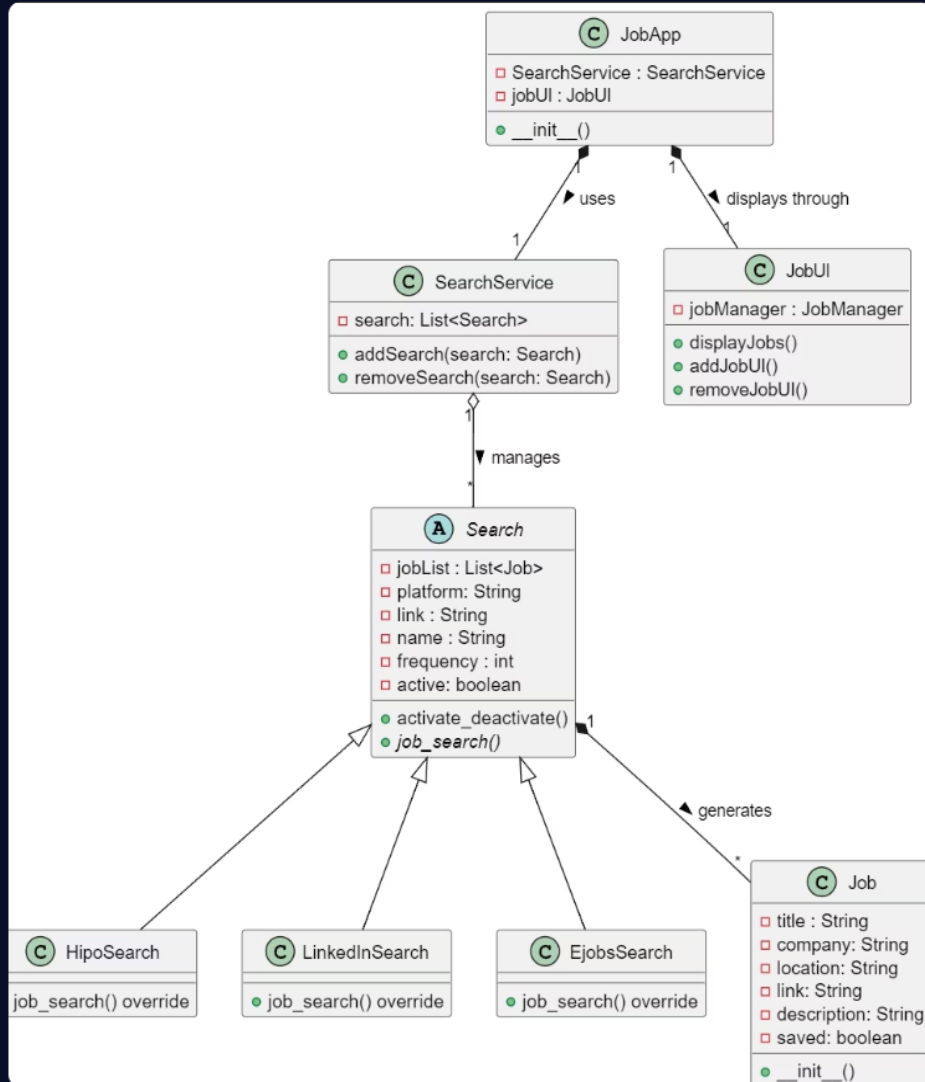 C JobApp
SearchService : SearchService
jobUI : JobUI
__init__()
1
1
uses
displays through
1
1
C SearchService
search: List<Search>
addSearch(search: Search)
removeSearch(search: Search)
C JobUI
jobManager : JobManager
displayJobs()
addJobUI()
removeJobUI()
1
manages
*
A Search
jobList : List<Job>
platform: String
link : String
name : String
frequency : int
active: boolean
activate_deactivate()
job_search()
1
generates
*
C HipoSearch
job_search() override
C LinkedInSearch
job_search() override
C EjobsSearch
job_search() override
C Job
title : String
company: String
location: String
link: String
description: String
saved: boolean
__init__()